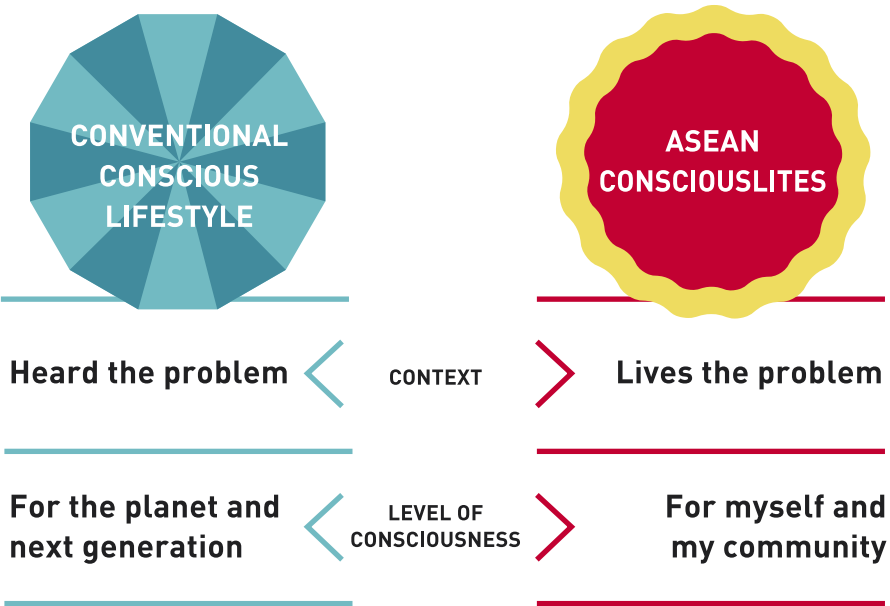 CONVENTIONAL
CONSCIOUS
LIFESTYLE
ASEAN
CONSCIOUSLITES
Heard the problem
CONTEXT
Lives the problem
For the planet and
next generation
LEVEL OF
CONSCIOUSNESS
For myself and
my community